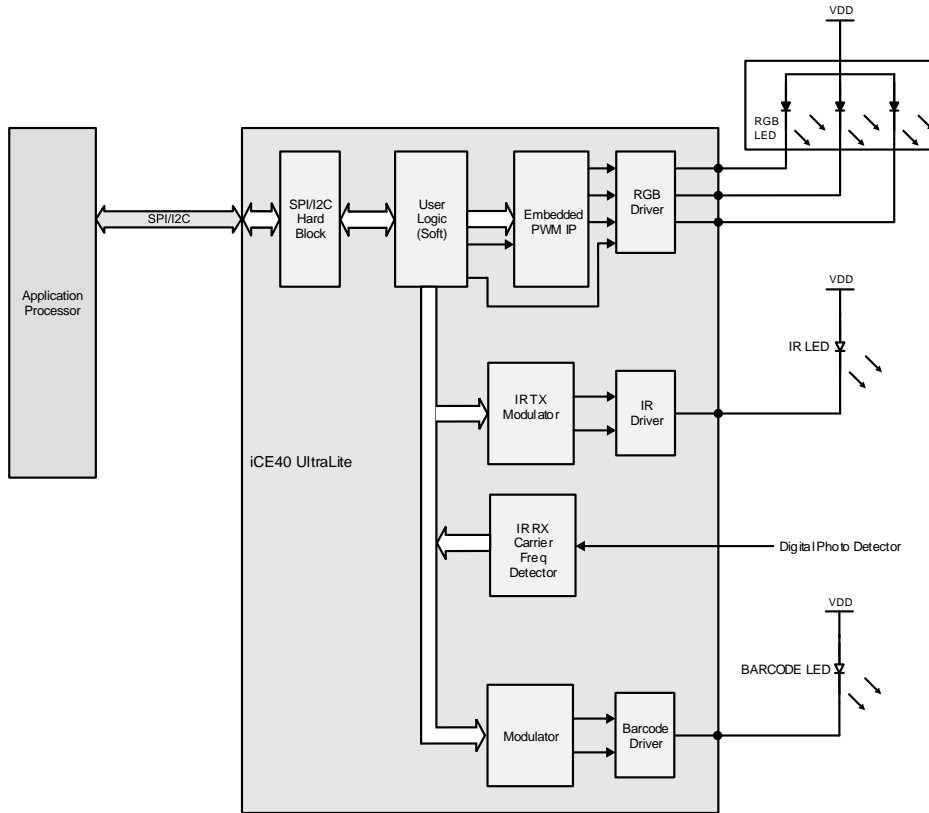 VDD
RGB
LED
Application
Processor
SPI/I2C
SPI/I2C
Hard
Block
User
Logic
(Soft)
Embedded
PWM IP
RGB
Driver
VDD
IR LED
IR TX
Modulator
IR
Driver
iCE40 UltraLite
IR RX
Carrier
Freq
Detector
Digital Photo Detector
VDD
BARCODE LED
Modulator
Barcode
Driver